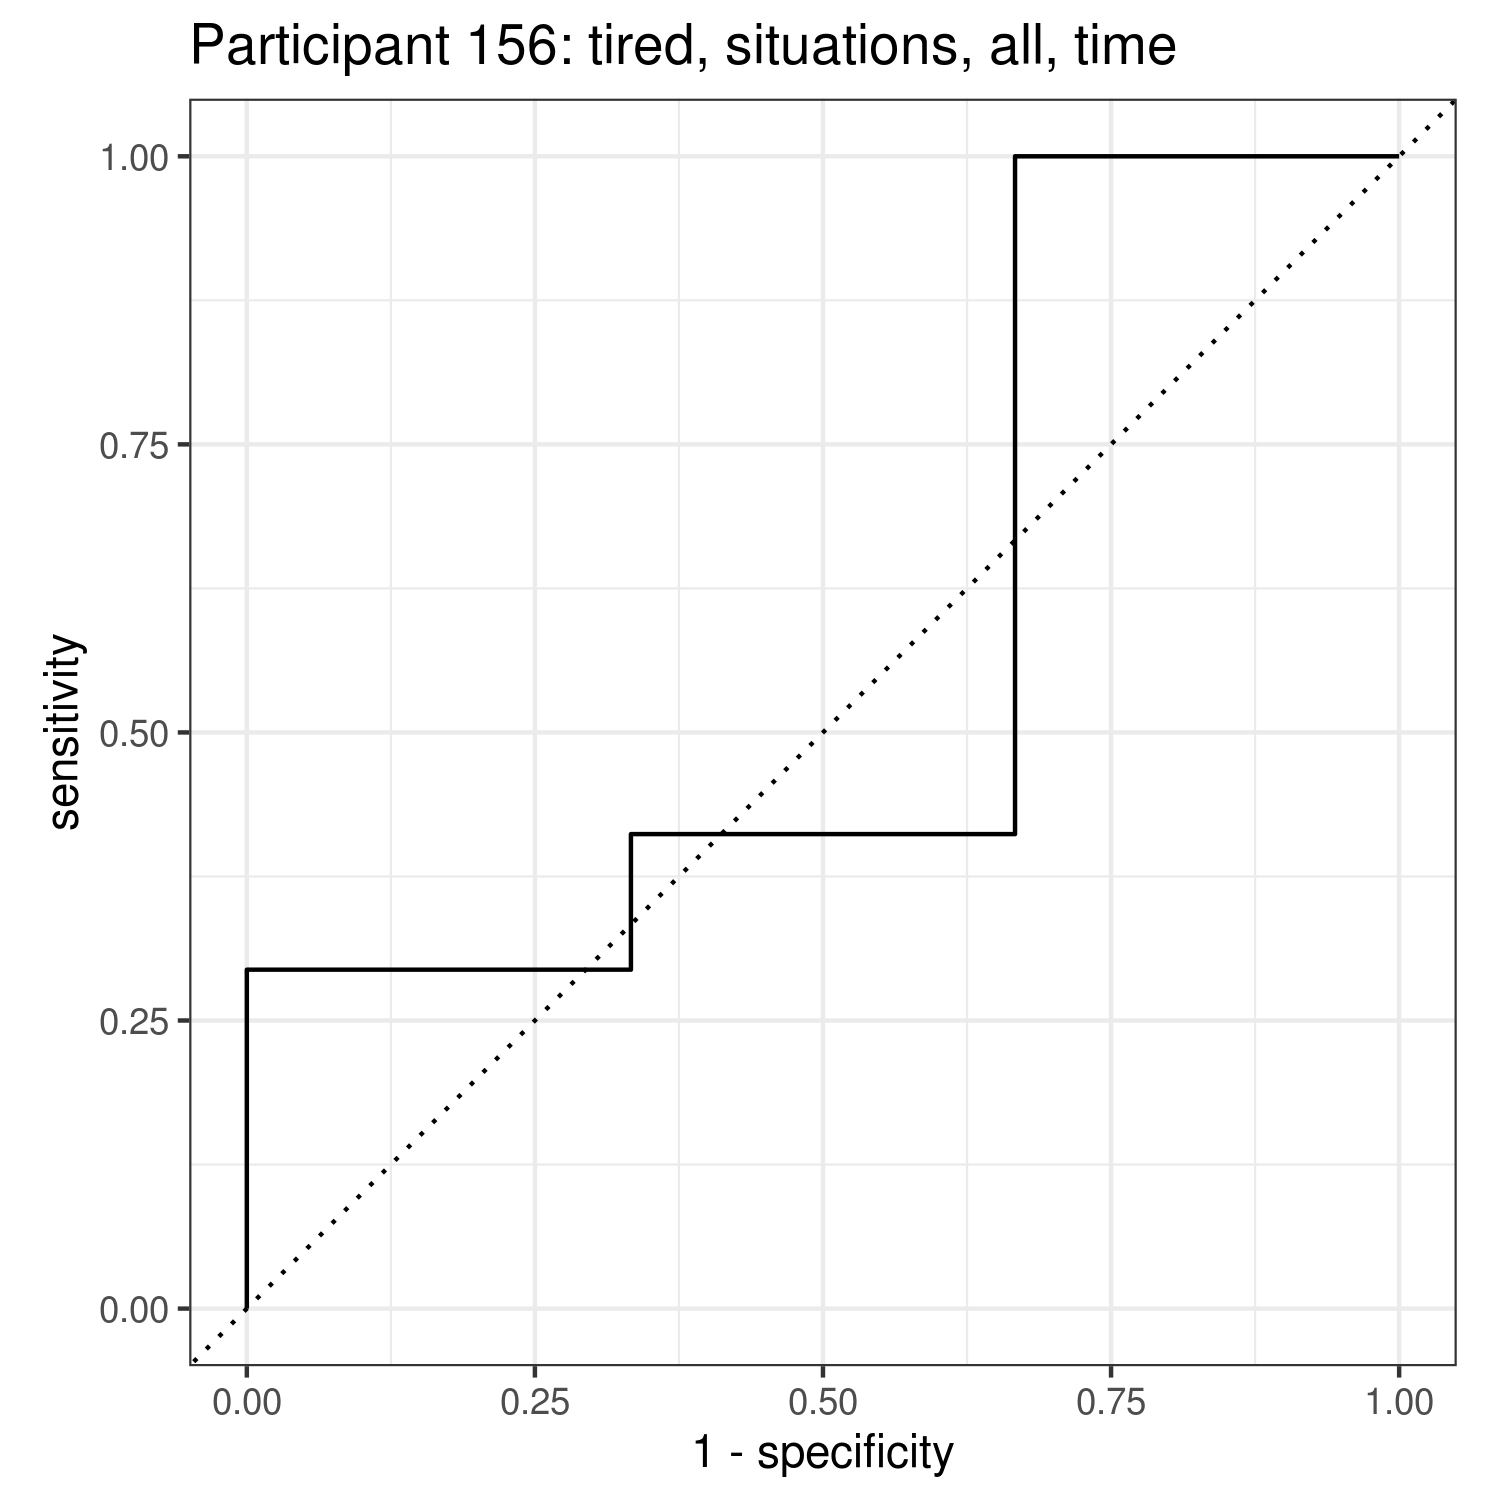 Participant 156: tired, situations, all, time
1.00
0.75
0.50
0.25
0.00
sensitivity
0.00 0.25 0.50 0.75 1.00
1 - specificity